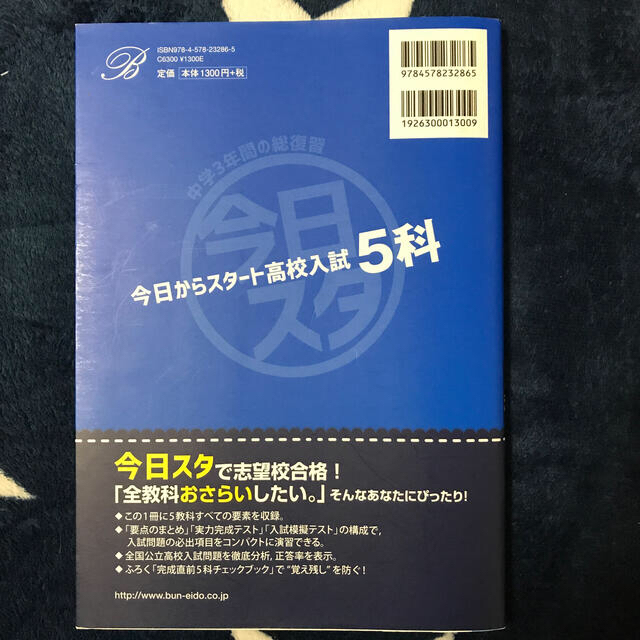 B
ISBN978-4-578-23286-5
C6300 ¥1300E
定価 本体1300円+税
9784578232865
1926300013009
中学3年間の総復習
今日
スタ
今日からスタート高校入試 5科
今日スタで志望校合格！
「全教科おさらいしたい。」そんなあなたにぴったり！
◆この1冊に5教科すべての要素を収録。
◆「要点のまとめ」「実力完成テスト」「入試模擬テスト」の構成で，
入試問題の必出項目をコンパクトに演習できる。
◆全国公立高校入試問題を徹底分析，正答率を表示。
◆ふろく「完成直前5科チェックブック」で“覚え残し”を防ぐ！
http://www.bun-eido.co.jp